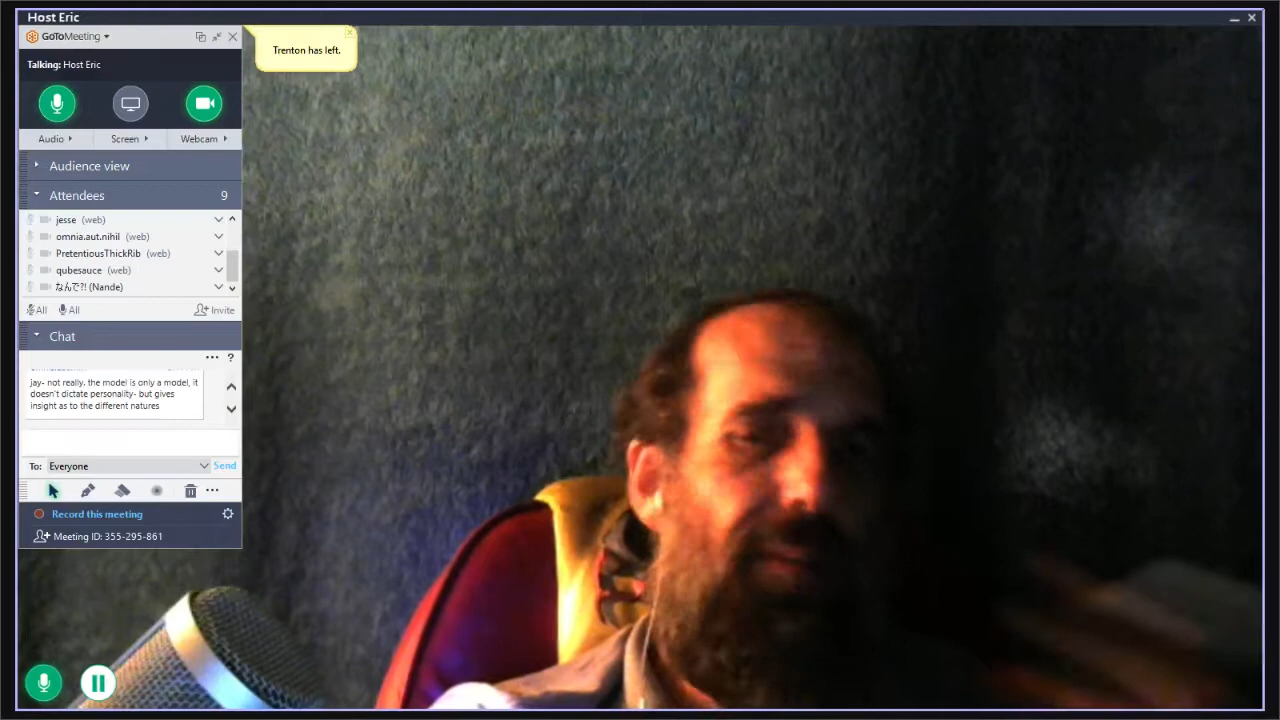 Host Eric
GoToMeeting
Trenton has left.
Talking: Host Eric
Audio
Screen
Webcam
Audience view
Attendees 9
jesse (web)
omnia.aut.nihil (web)
PretentiousThickRib (web)
qubesauce (web)
なんで?! (Nande)
All
All
Invite
Chat
?
jay- not really. the model is only a model, it
doesn't dictate personality- but gives
insight as to the different natures
To: Everyone
Send
Record this meeting
Meeting ID: 355-295-861